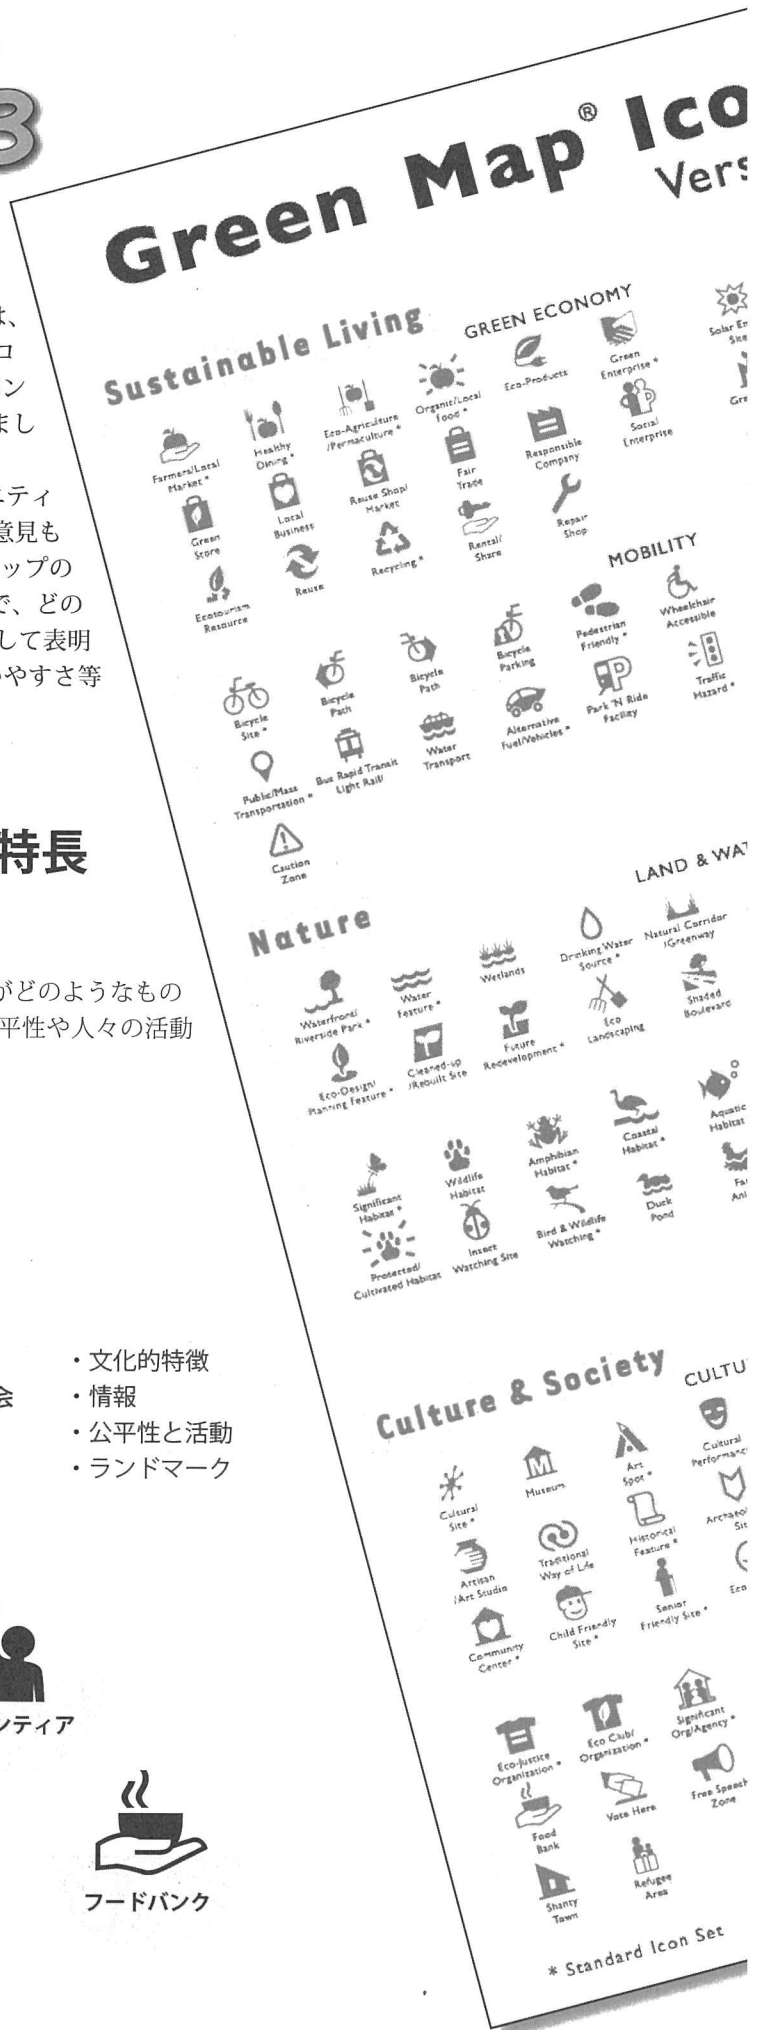 3
Green Map® Ico
Vers
は、
コ
ン
まし
ニティ
意見も
ップの
で、どの
して表明
いやすさ等
特長
がどのようなもの
平性や人々の活動
・文化的特徴
会 ・情報
・公平性と活動
・ランドマーク
ンティア
フードバンク
Sustainable Living
GREEN ECONOMY
Farmers/Local
Market *
Healthy
Dining *
Eco-Agriculture
/Permaculture *
Organic/Local
Food *
Eco-Products
Green
Enterprise *
Solar En
Site
Green
Store
Local
Business
Reuse Shop/
Market
Fair
Trade
Responsible
Company
Social
Enterprise
Gre
Ecotourism
Resource
Reuse
Recycling *
Rental/
Share
Repair
Shop
MOBILITY
Bicycle
Site *
Bicycle
Path
Bicycle
Path
Bicycle
Parking
Pedestrian
Friendly *
Wheelchair
Accessible
Public/Mass
Transportation *
Bus Rapid Transit
Light Rail/
Water
Transport
Alternative
Fuel/Vehicles *
Park 'N Ride
Facility
Traffic
Hazard *
Caution
Zone
Nature
LAND & WAT
Waterfront/
Riverside Park *
Water
Feature *
Wetlands
Drinking Water
Source *
Natural Corridor
/Greenway
Eco-Design/
Planning Feature *
Cleaned-up
/Rebuilt Site
Future
Redevelopment *
Eco
Landscaping
Shaded
Boulevard
Significant
Habitat *
Wildlife
Habitat
Amphibian
Habitat *
Coastal
Habitat *
Aquatic
Habitat
Protected/
Cultivated Habitat
Insect
Watching Site
Bird & Wildlife
Watching *
Duck
Pond
Fa
Ani
Culture & Society
CULTU
Cultural
Site *
Museum
Art
Spot *
Cultural
Performanc
Artisan
/Art Studio
Traditional
Way of Life
Historical
Feature *
Archaeol
Sit
Community
Center *
Child Friendly
Site *
Senior
Friendly Site *
Eco
Eco-Justice
Organization *
Eco Club/
Organization *
Significant
Org/Agency *
Food
Bank
Vote Here
Free Speech
Zone
Shanty
Town
Refugee
Area
* Standard Icon Set